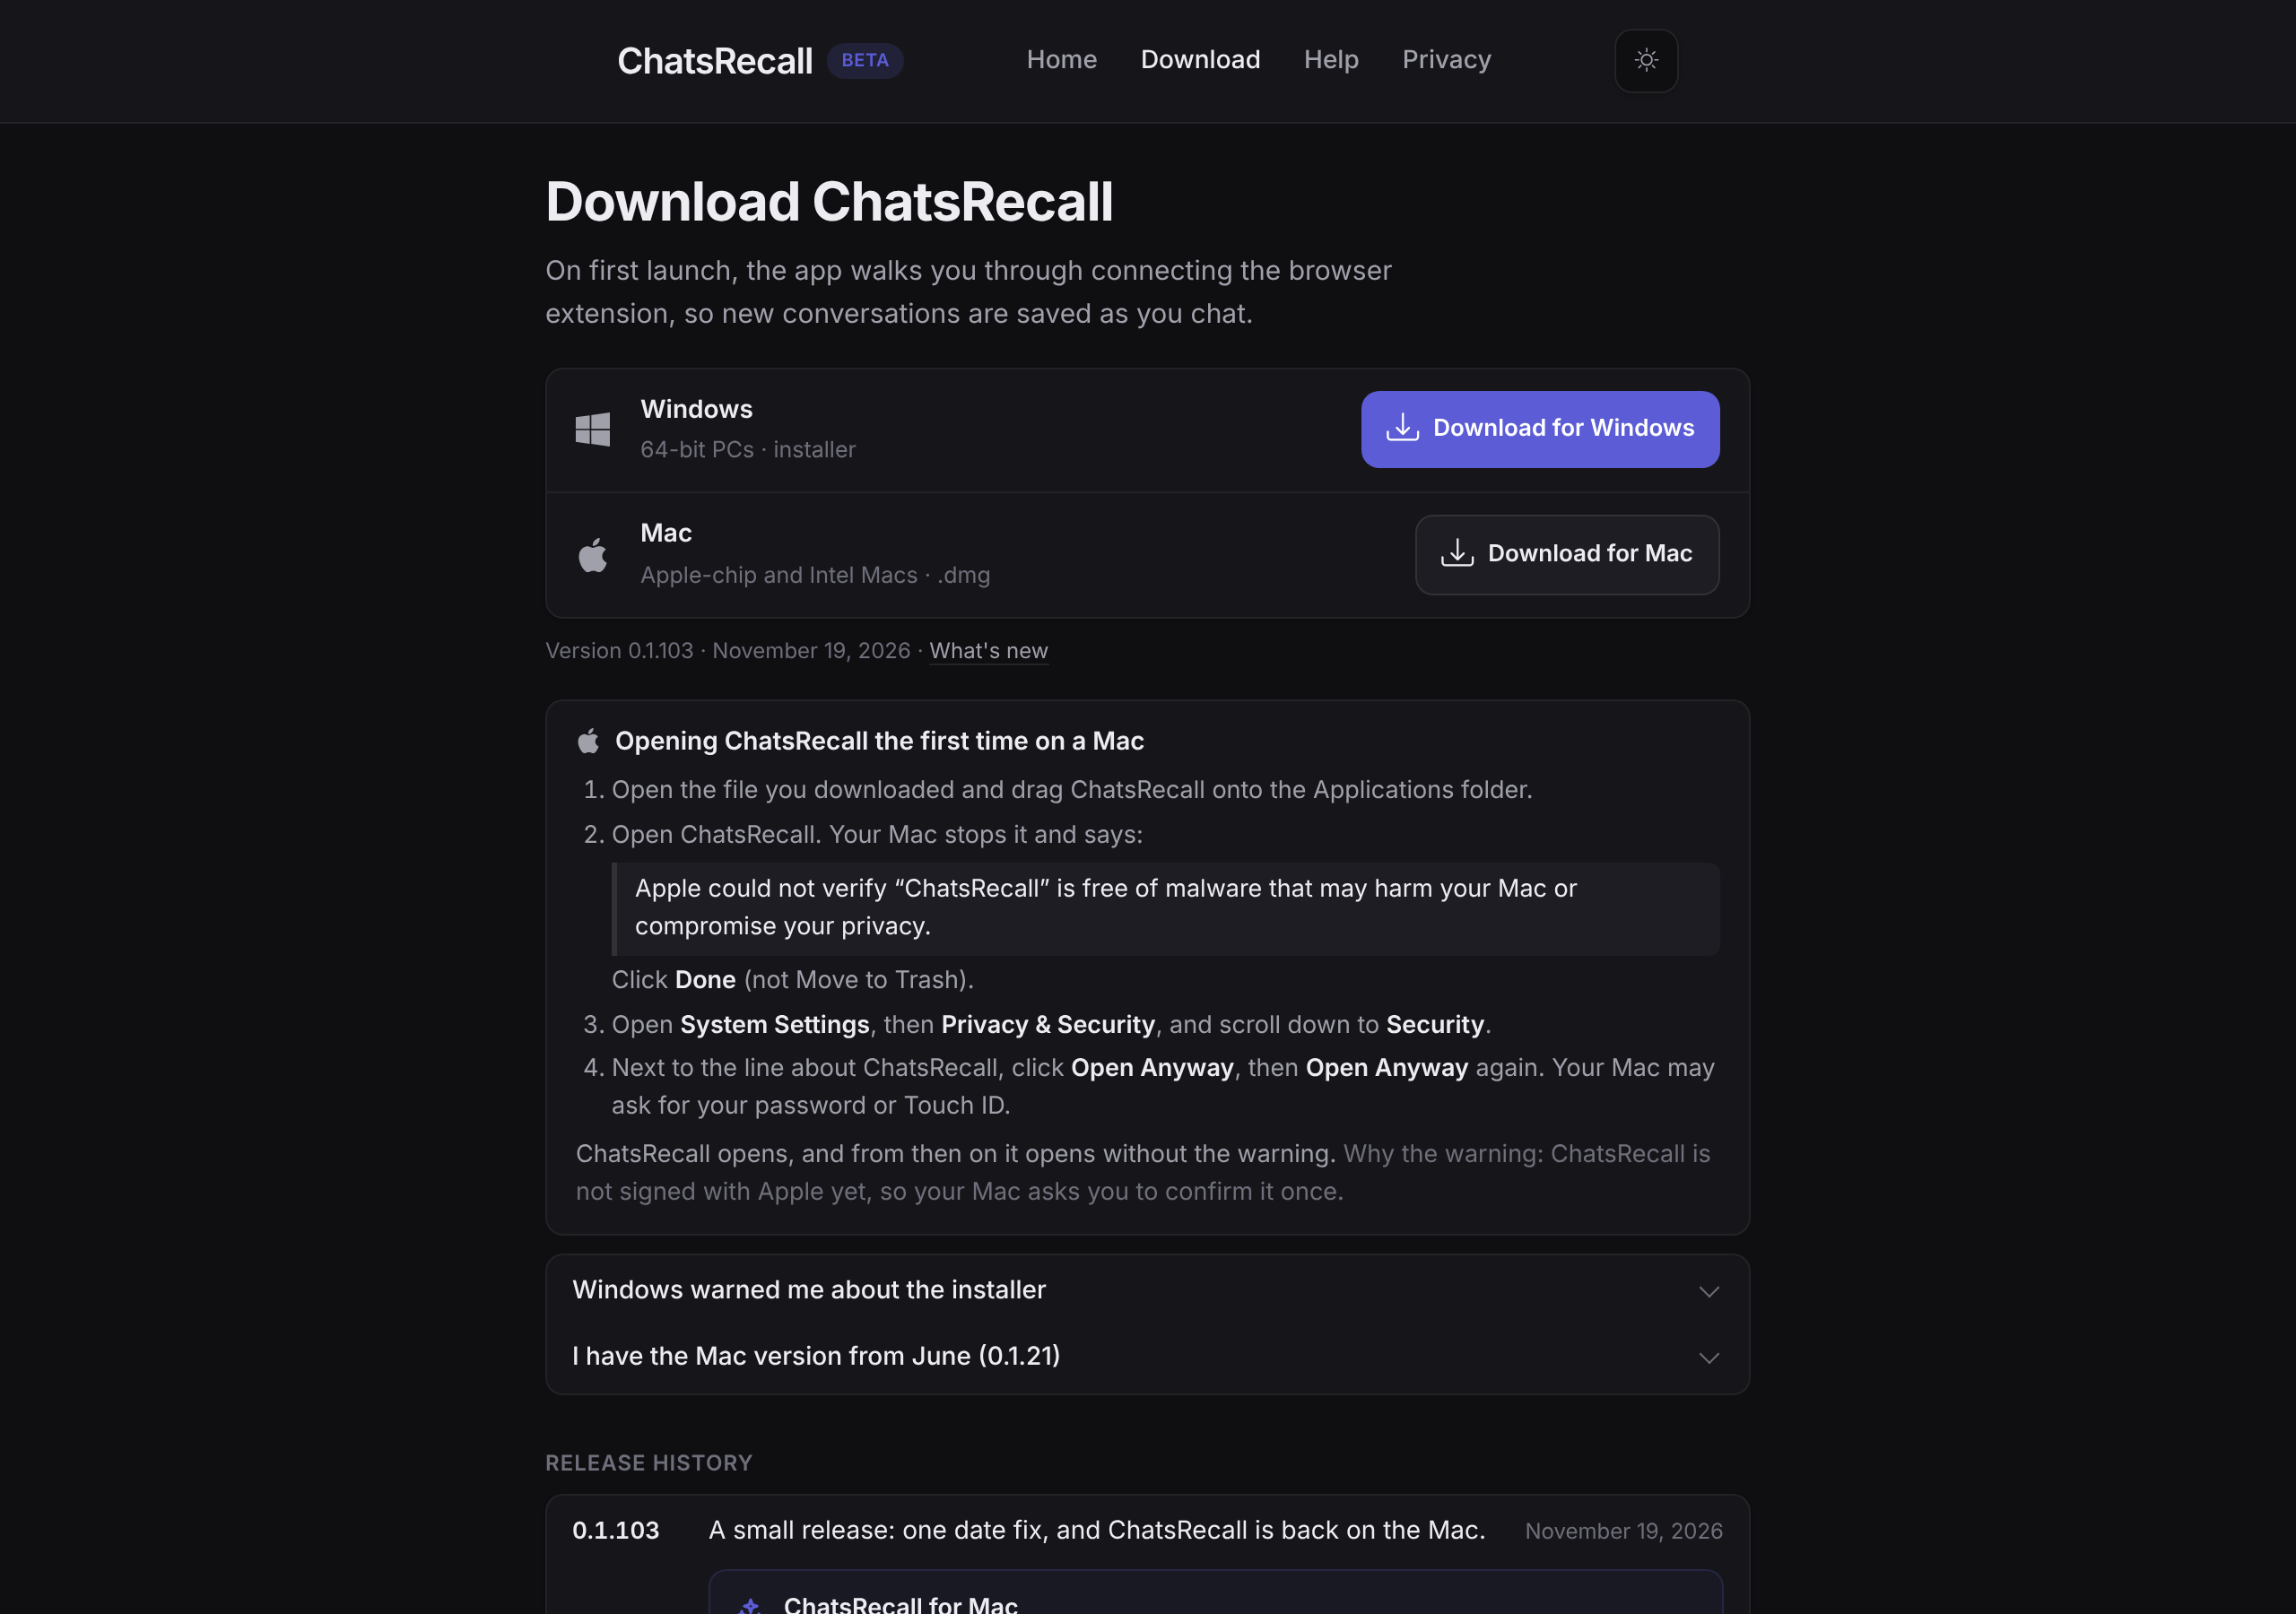 ChatsRecall BETA Home Download Help Privacy
Download ChatsRecall
On first launch, the app walks you through connecting the browser
extension, so new conversations are saved as you chat.
Windows
64-bit PCs · installer
Download for Windows
Mac
Apple-chip and Intel Macs · .dmg
Download for Mac
Version 0.1.103 · November 19, 2026 · What's new
Opening ChatsRecall the first time on a Mac
1. Open the file you downloaded and drag ChatsRecall onto the Applications folder.
2. Open ChatsRecall. Your Mac stops it and says:
Apple could not verify “ChatsRecall” is free of malware that may harm your Mac or
compromise your privacy.
Click Done (not Move to Trash).
3. Open System Settings, then Privacy & Security, and scroll down to Security.
4. Next to the line about ChatsRecall, click Open Anyway, then Open Anyway again. Your Mac may
ask for your password or Touch ID.
ChatsRecall opens, and from then on it opens without the warning. Why the warning: ChatsRecall is
not signed with Apple yet, so your Mac asks you to confirm it once.
Windows warned me about the installer
I have the Mac version from June (0.1.21)
RELEASE HISTORY
0.1.103 A small release: one date fix, and ChatsRecall is back on the Mac. November 19, 2026
ChatsRecall for Mac